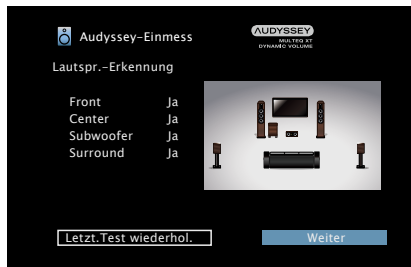 Audyssey-Einmess
AUDYSSEY
MULTEQ XT
DYNAMIC VOLUME
Lautspr.-Erkennung
Front Ja
Center Ja
Subwoofer Ja
Surround Ja
Letzt.Test wiederhol.
Weiter